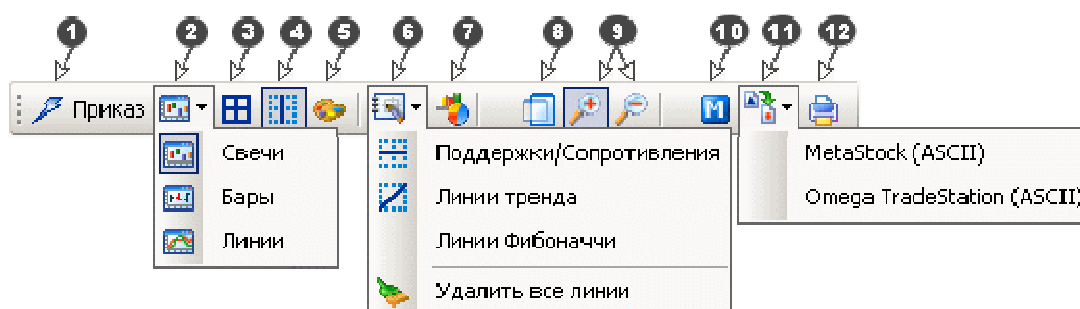 1 2 3 4 5 6 7 8 9 10 11 12
Приказ
Свечи
Бары
Линии
Поддержки/Сопротивления
Линии тренда
Линии Фибоначчи
Удалить все линии
M
MetaStock (ASCII)
Omega TradeStation (ASCII)